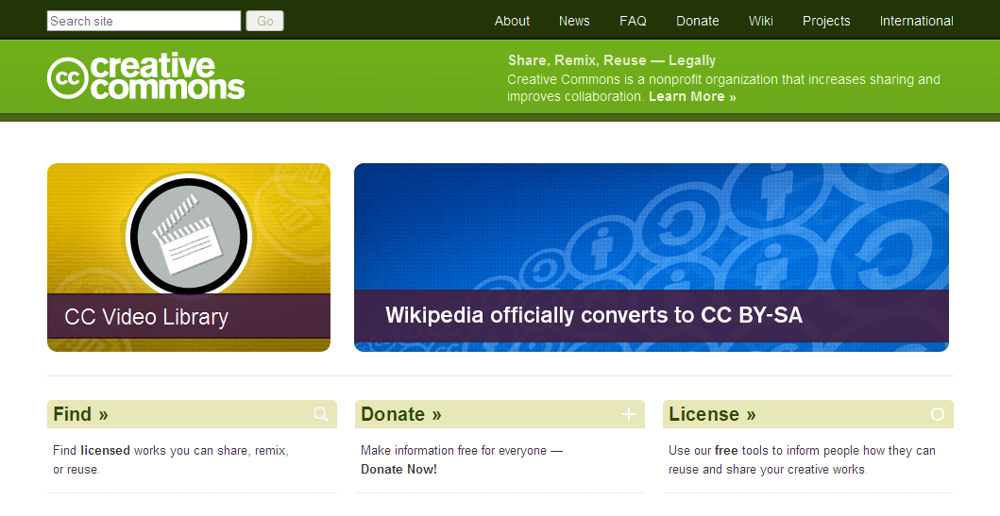 Search site Go About News FAQ Donate Wiki Projects International
cc creative commons
Share, Remix, Reuse — Legally
Creative Commons is a nonprofit organization that increases sharing and
improves collaboration. Learn More »
CC Video Library
Wikipedia officially converts to CC BY-SA
Find »
Find licensed works you can share, remix,
or reuse.
Donate »
Make information free for everyone —
Donate Now!
License »
Use our free tools to inform people how they can
reuse and share your creative works.